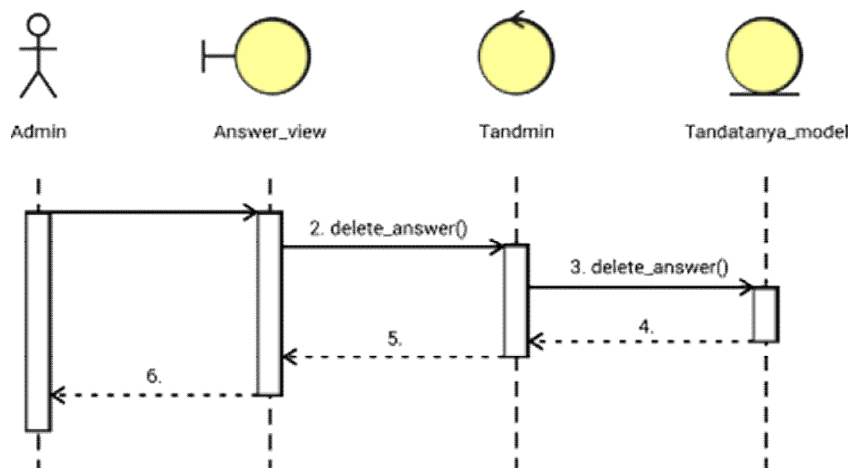 Admin
Answer_view
Tandmin
Tandatanya_model
2. delete_answer()
3. delete_answer()
4.
5.
6.